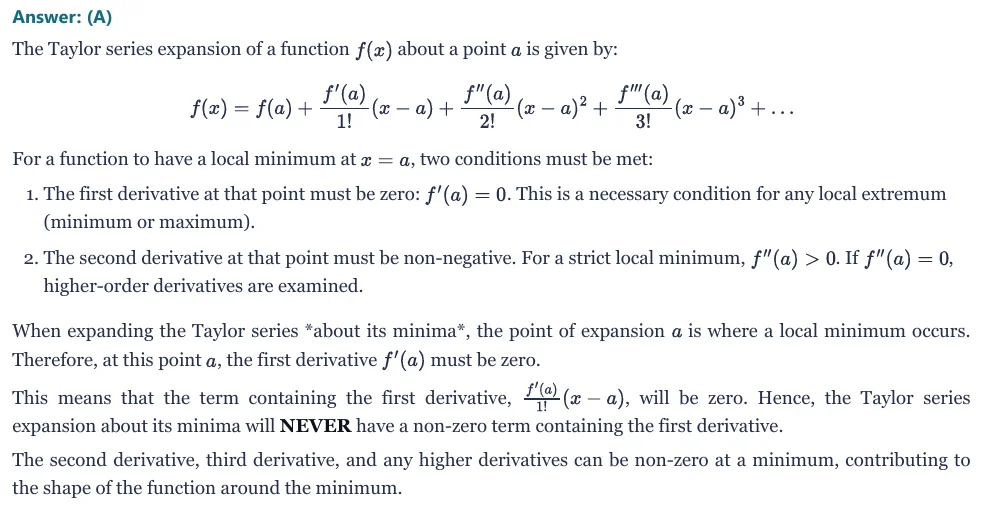 Answer: (A)
The Taylor series expansion of a function f(x) about a point a is given by:
f(x) = f(a) + f′(a)/1! (x − a) + f″(a)/2! (x − a)² + f‴(a)/3! (x − a)³ + …
For a function to have a local minimum at x = a, two conditions must be met:
1. The first derivative at that point must be zero: f′(a) = 0. This is a necessary condition for any local extremum
(minimum or maximum).
2. The second derivative at that point must be non-negative. For a strict local minimum, f″(a) > 0. If f″(a) = 0,
higher-order derivatives are examined.
When expanding the Taylor series *about its minima*, the point of expansion a is where a local minimum occurs.
Therefore, at this point a, the first derivative f′(a) must be zero.
This means that the term containing the first derivative, f′(a)/1! (x − a), will be zero. Hence, the Taylor series
expansion about its minima will NEVER have a non-zero term containing the first derivative.
The second derivative, third derivative, and any higher derivatives can be non-zero at a minimum, contributing to
the shape of the function around the minimum.